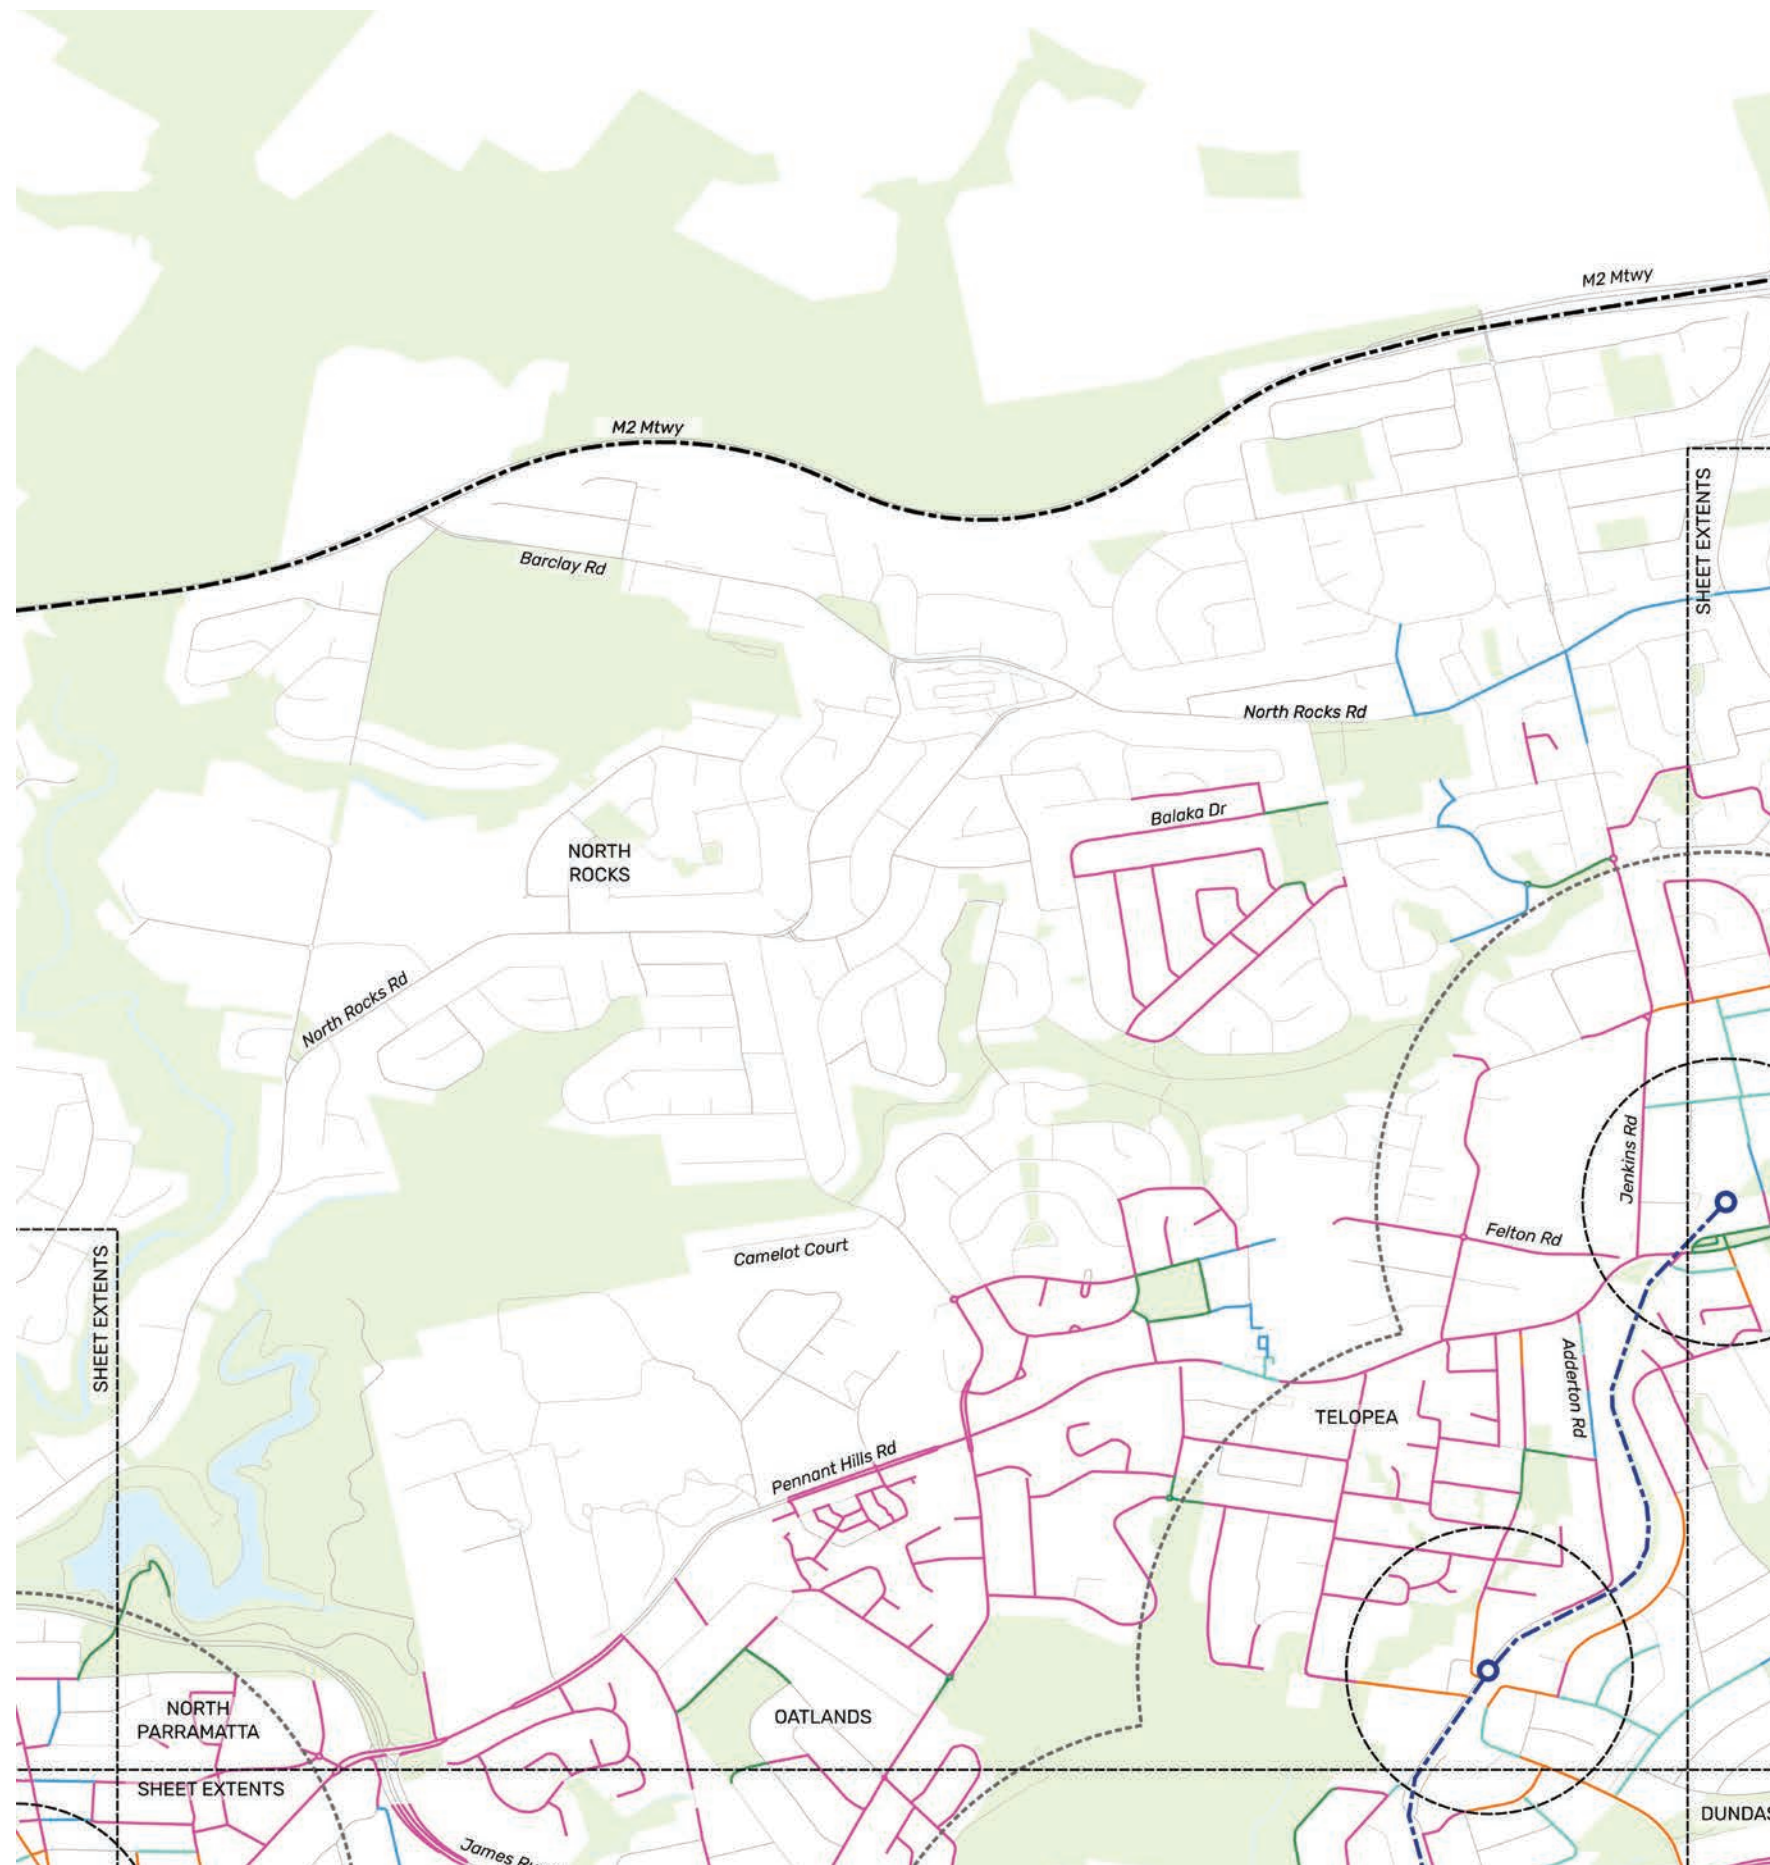 M2 Mtwy
M2 Mtwy
SHEET EXTENTS
Barclay Rd
North Rocks Rd
Balaka Dr
NORTH
ROCKS
North Rocks Rd
Jenkins Rd
Felton Rd
Camelot Court
SHEET EXTENTS
Adderton Rd
TELOPEA
Pennant Hills Rd
NORTH
PARRAMATTA
OATLANDS
SHEET EXTENTS
DUNDAS
James